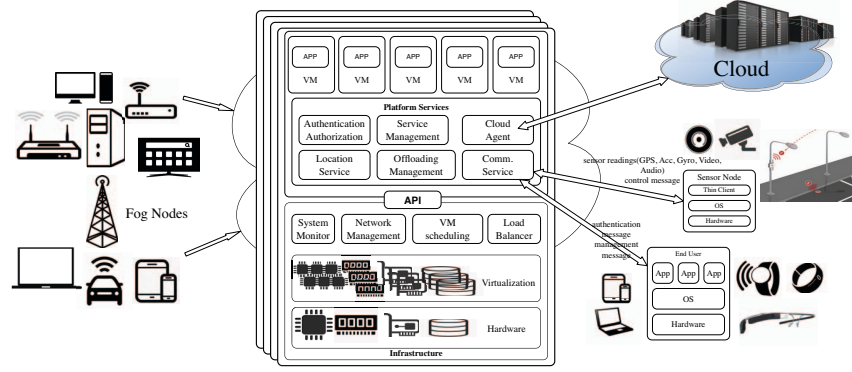 APP
APP
APP
APP
APP
VM
VM
VM
VM
VM
Platform Services
Authentication
Authorization
Service
Management
Cloud
Agent
Location
Service
Offloading
Management
Comm.
Service
API
System
Monitor
Network
Management
VM
scheduling
Load
Balancer
Virtualization
Hardware
Infrastructure
Fog Nodes
Cloud
sensor readings(GPS, Acc, Gyro, Video,
Audio)
control message
Sensor Node
Thin Client
OS
Hardware
authentication
message
management
message
End User
App
App
App
OS
Hardware